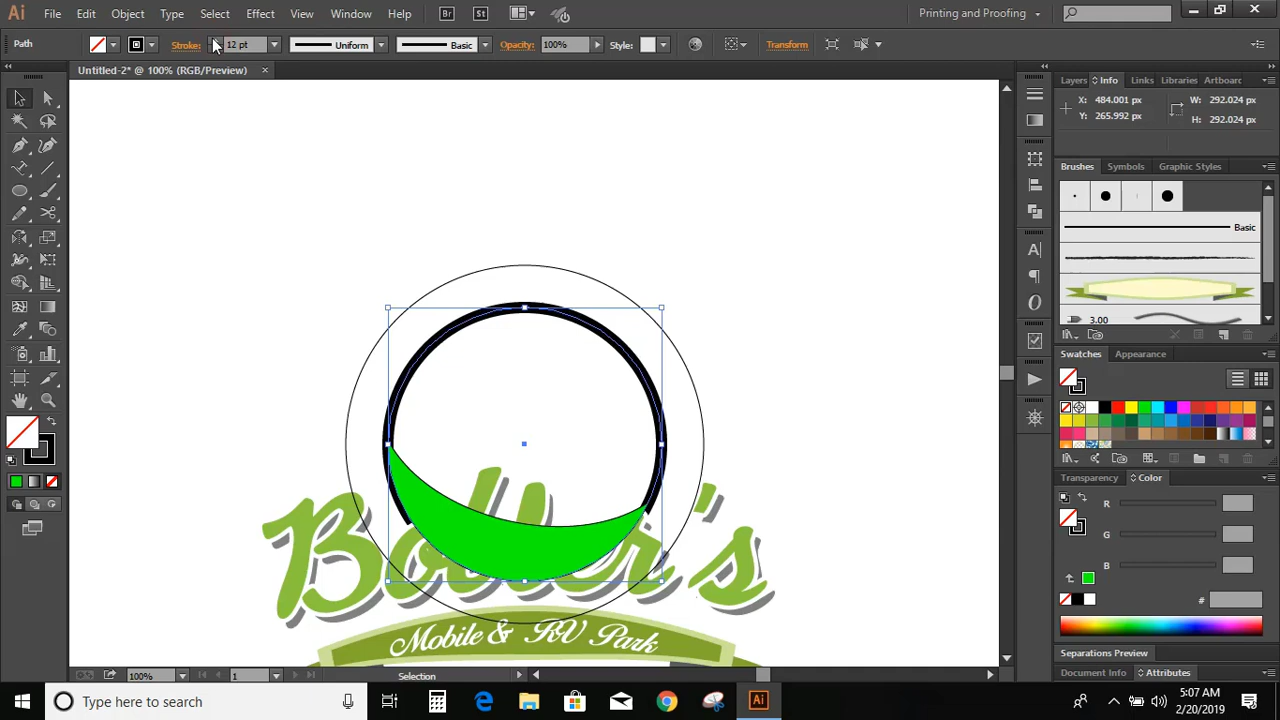 Ai File Edit Object Type Select Effect View Window Help Br St Printing and Proofing
Path Stroke: 12 pt Uniform Basic Opacity: 100% Style: Transform
Untitled-2* @ 100% (RGB/Preview) ×
Layers Info Links Libraries Artboarc
X: 484.001 px W: 292.024 px
Y: 265.992 px H: 292.024 px
Brushes Symbols Graphic Styles
Basic
3.00
Swatches Appearance
Transparency Color
R
G
B
#
Separations Preview
Document Info Attributes
Mobile & RV Park
100% 1 Selection
Type here to search
Ai
5:07 AM
2/20/2019